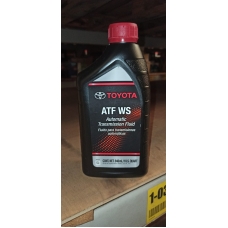 TOYOTA
ATF WS
Automatic
Transmission Fluid
Fluido para transmisiones
automáticas
1-03